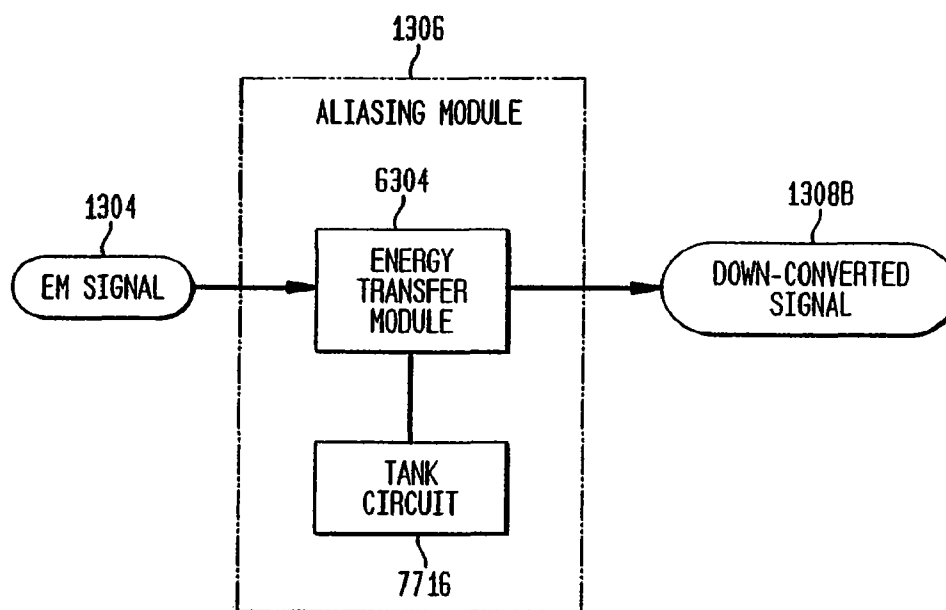 1306
ALIASING MODULE
6304
1304
1308B
EM SIGNAL
ENERGY
TRANSFER
MODULE
DOWN-CONVERTED
SIGNAL
TANK
CIRCUIT
7716